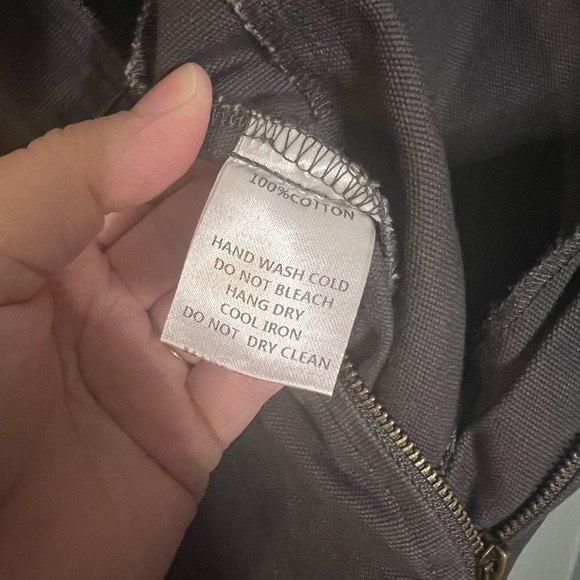 100%COTTON
HAND WASH COLD
DO NOT BLEACH
HANG DRY
COOL IRON
DO NOT DRY CLEAN